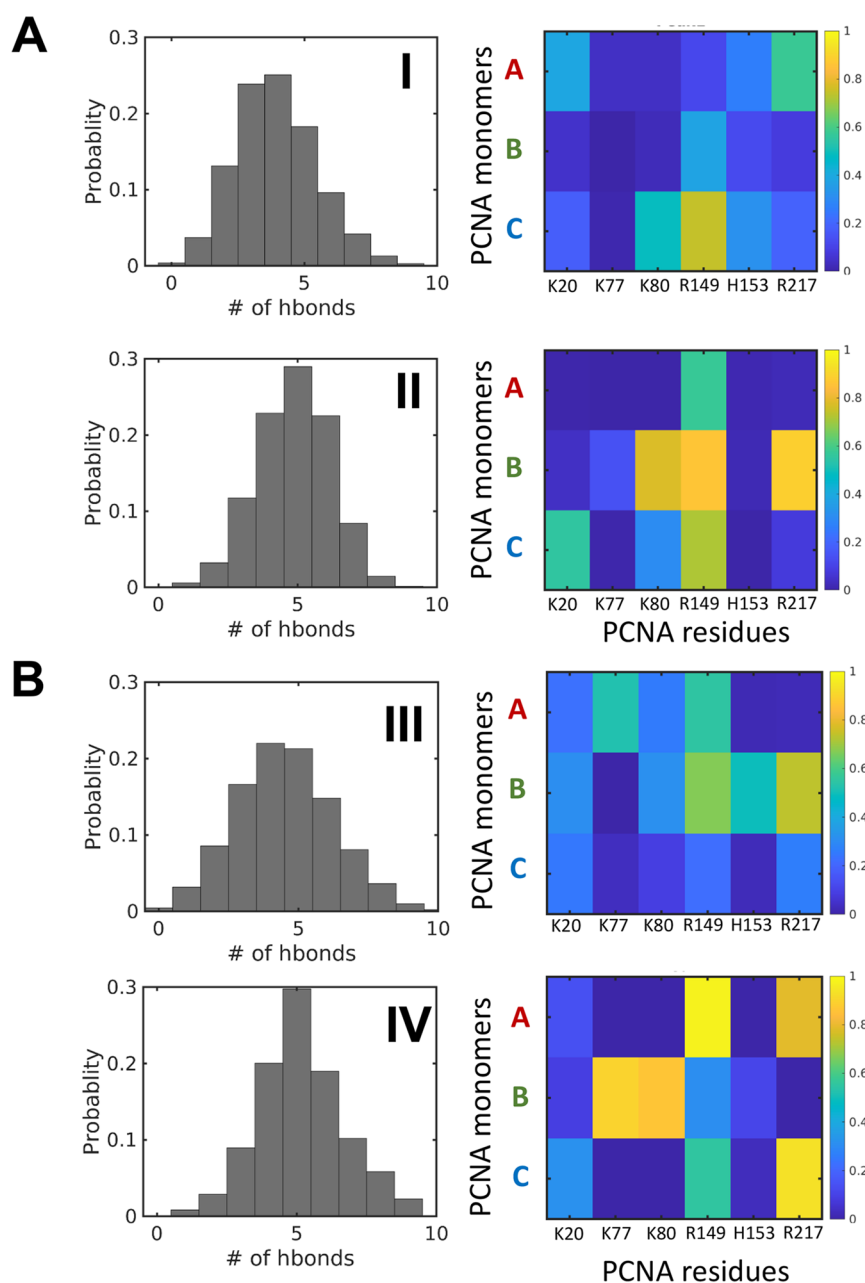 A
0.3
0.2
0.1
0
Probablity
I
0 5 10
# of hbonds
PCNA monomers
A
B
C
K20 K77 K80 R149 H153 R217
1
0.8
0.6
0.4
0.2
0
0.3
0.2
0.1
0
Probablity
II
0 5 10
# of hbonds
PCNA monomers
A
B
C
K20 K77 K80 R149 H153 R217
PCNA residues
1
0.8
0.6
0.4
0.2
0
B
0.3
0.2
0.1
0
Probablity
III
0 5 10
# of hbonds
PCNA monomers
A
B
C
K20 K77 K80 R149 H153 R217
1
0.8
0.6
0.4
0.2
0
0.3
0.2
0.1
0
Probablity
IV
0 5 10
# of hbonds
PCNA monomers
A
B
C
K20 K77 K80 R149 H153 R217
PCNA residues
1
0.8
0.6
0.4
0.2
0